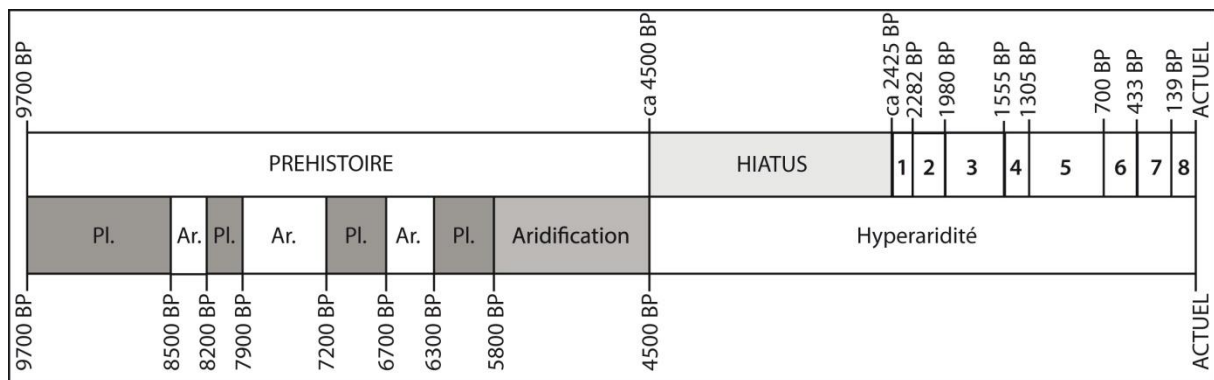 9700 BP
ca 4500 BP
ca 2425 BP
2282 BP
1980 BP
1555 BP
1305 BP
700 BP
433 BP
139 BP
ACTUEL
PREHISTOIRE HIATUS 1 2 3 4 5 6 7 8
Pl. Ar. Pl. Ar. Pl. Ar. Pl. Aridification Hyperaridité
9700 BP
8500 BP
8200 BP
7900 BP
7200 BP
6700 BP
6300 BP
5800 BP
4500 BP
ACTUEL